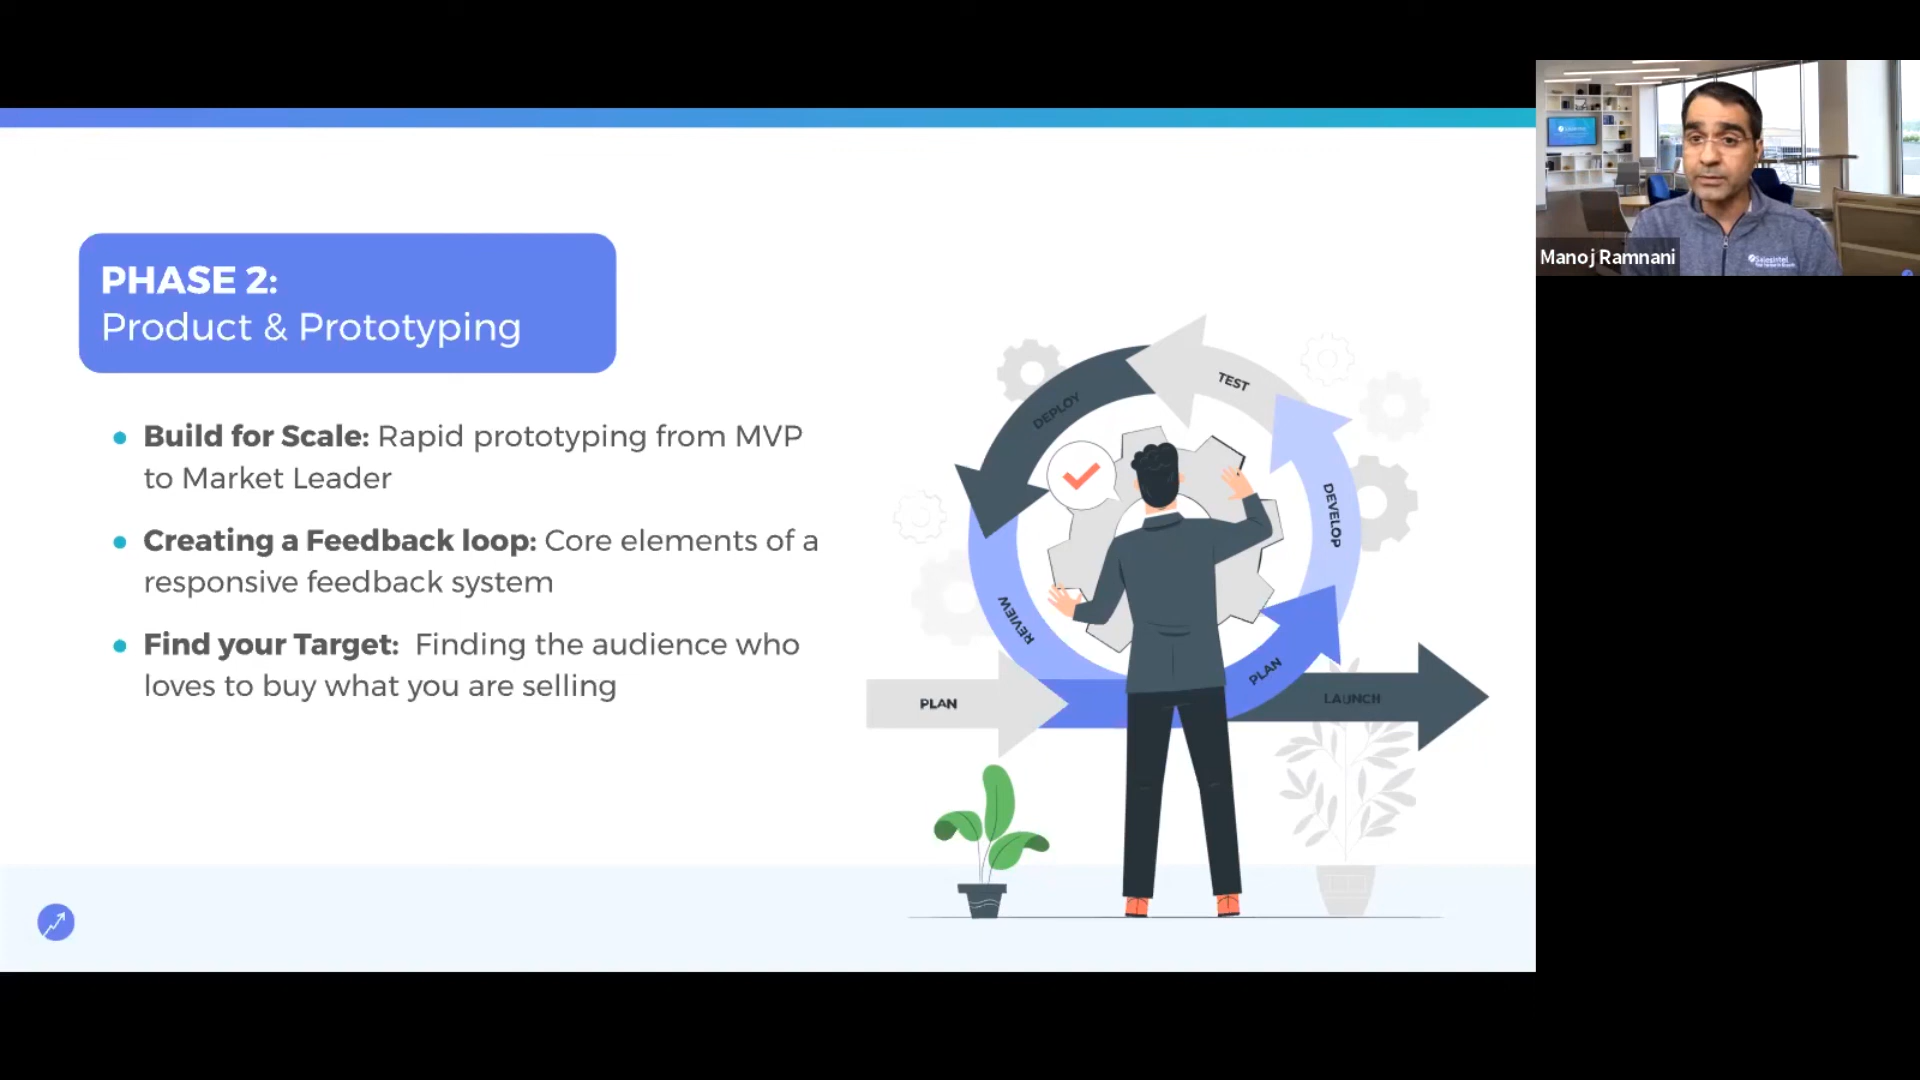 PHASE 2:
Product & Prototyping
Build for Scale: Rapid prototyping from MVP
to Market Leader
Creating a Feedback loop: Core elements of a
responsive feedback system
Find your Target: Finding the audience who
loves to buy what you are selling
TEST
DEPLOY
DEVELOP
REVIEW
PLAN
PLAN
LAUNCH
Manoj Ramnani
SalesIntel